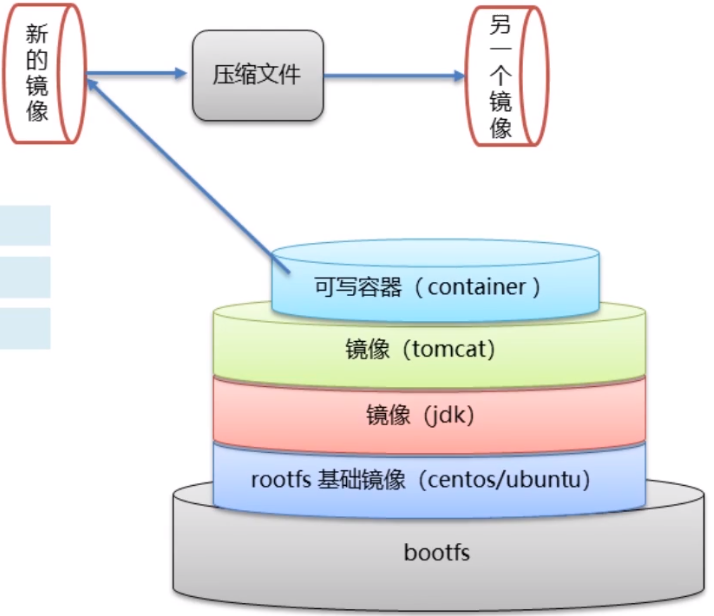 新的镜像
压缩文件
另一个镜像
可写容器（container）
镜像（tomcat）
镜像（jdk）
rootfs 基础镜像（centos/ubuntu）
bootfs